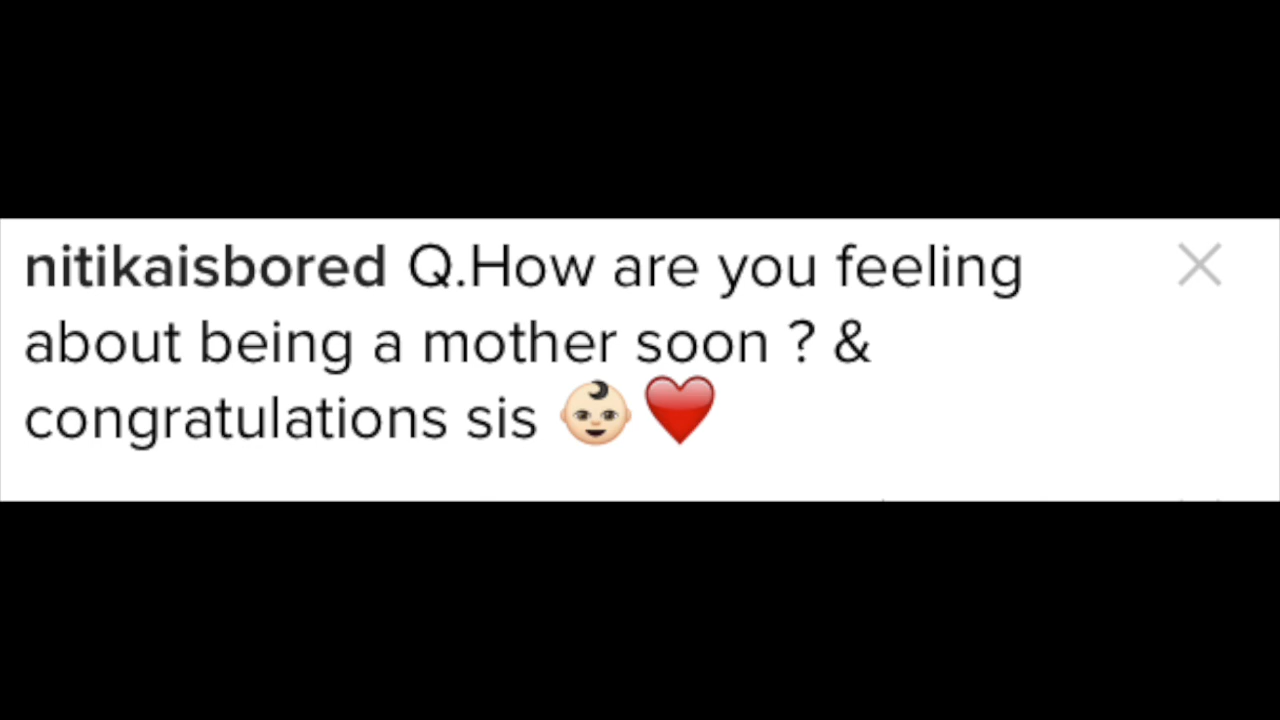 nitikaisbored Q.How are you feeling
about being a mother soon ? &
congratulations sis 👶🏻❤️